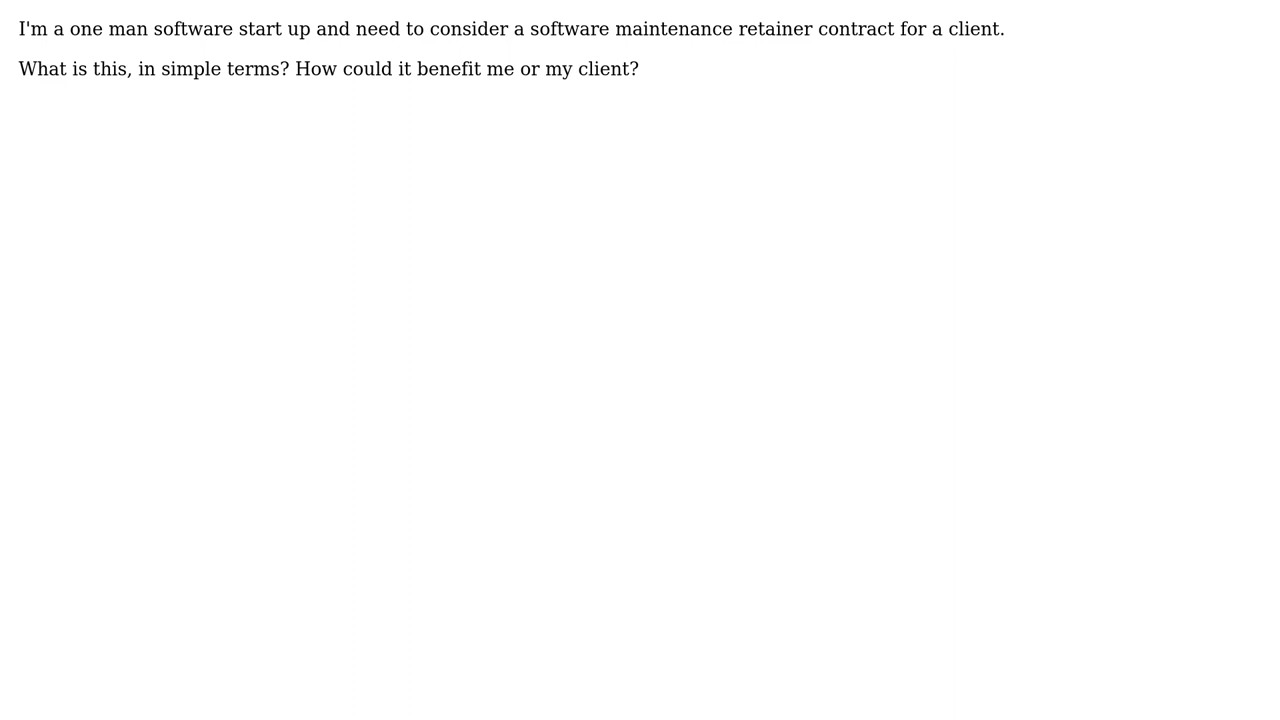 I'm a one man software start up and need to consider a software maintenance retainer contract for a client.
What is this, in simple terms? How could it benefit me or my client?